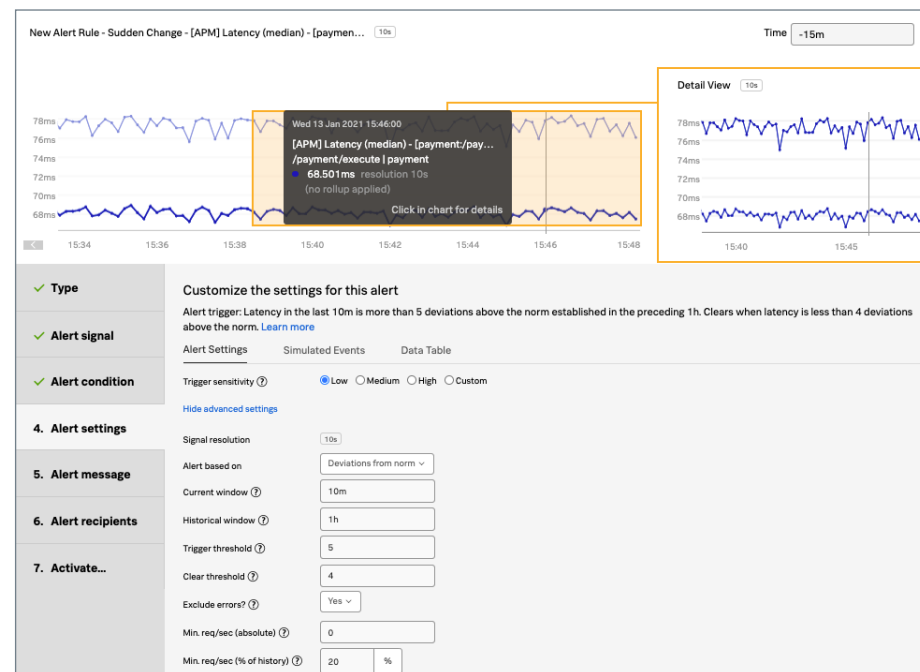 New Alert Rule - Sudden Change - [APM] Latency (median) - [paymen... 10s
Time -15m
Detail View 10s
78ms
76ms
74ms
72ms
70ms
68ms
Wed 13 Jan 2021 15:46:00
[APM] Latency (median) - [payment:/pay...
/payment/execute | payment
68.501ms resolution 10s
(no rollup applied)
Click in chart for details
78ms
76ms
74ms
72ms
70ms
68ms
< 15:34 15:36 15:38 15:40 15:42 15:44 15:46 15:48
15:40 15:45
Type
Alert signal
Alert condition
4. Alert settings
5. Alert message
6. Alert recipients
7. Activate...
Customize the settings for this alert
Alert trigger: Latency in the last 10m is more than 5 deviations above the norm established in the preceding 1h. Clears when latency is less than 4 deviations
above the norm. Learn more
Alert Settings Simulated Events Data Table
Trigger sensitivity ? Low Medium High Custom
Hide advanced settings
Signal resolution 10s
Alert based on Deviations from norm
Current window ? 10m
Historical window ? 1h
Trigger threshold ? 5
Clear threshold ? 4
Exclude errors? ? Yes
Min. req/sec (absolute) ? 0
Min. req/sec (% of history) ? 20 %